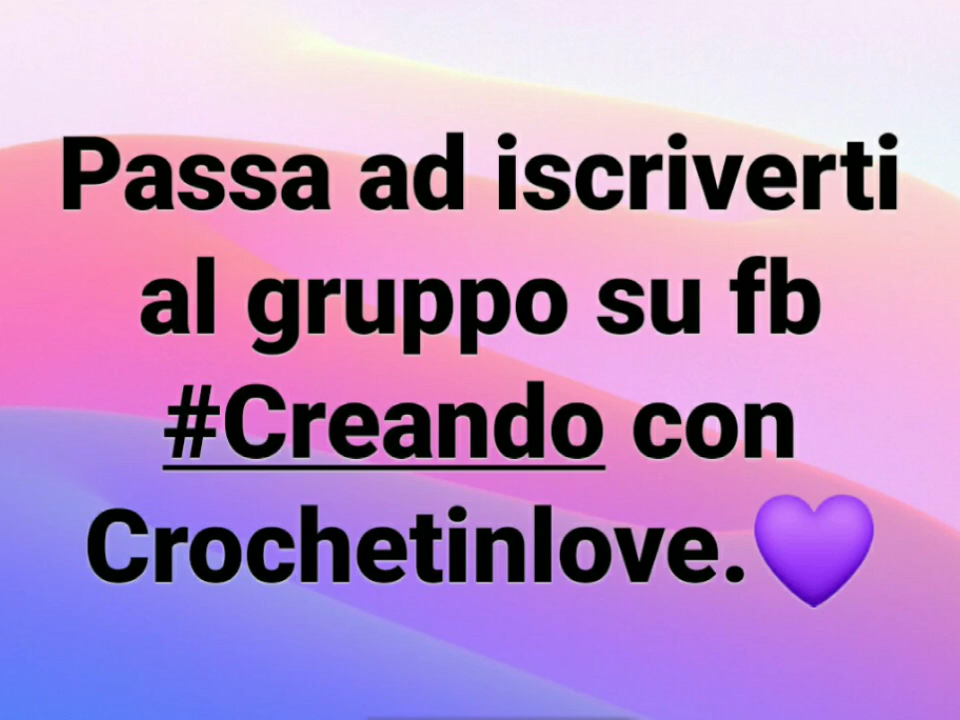 Passa ad iscriverti
al gruppo su fb
#Creando con
Crochetinlove.💜